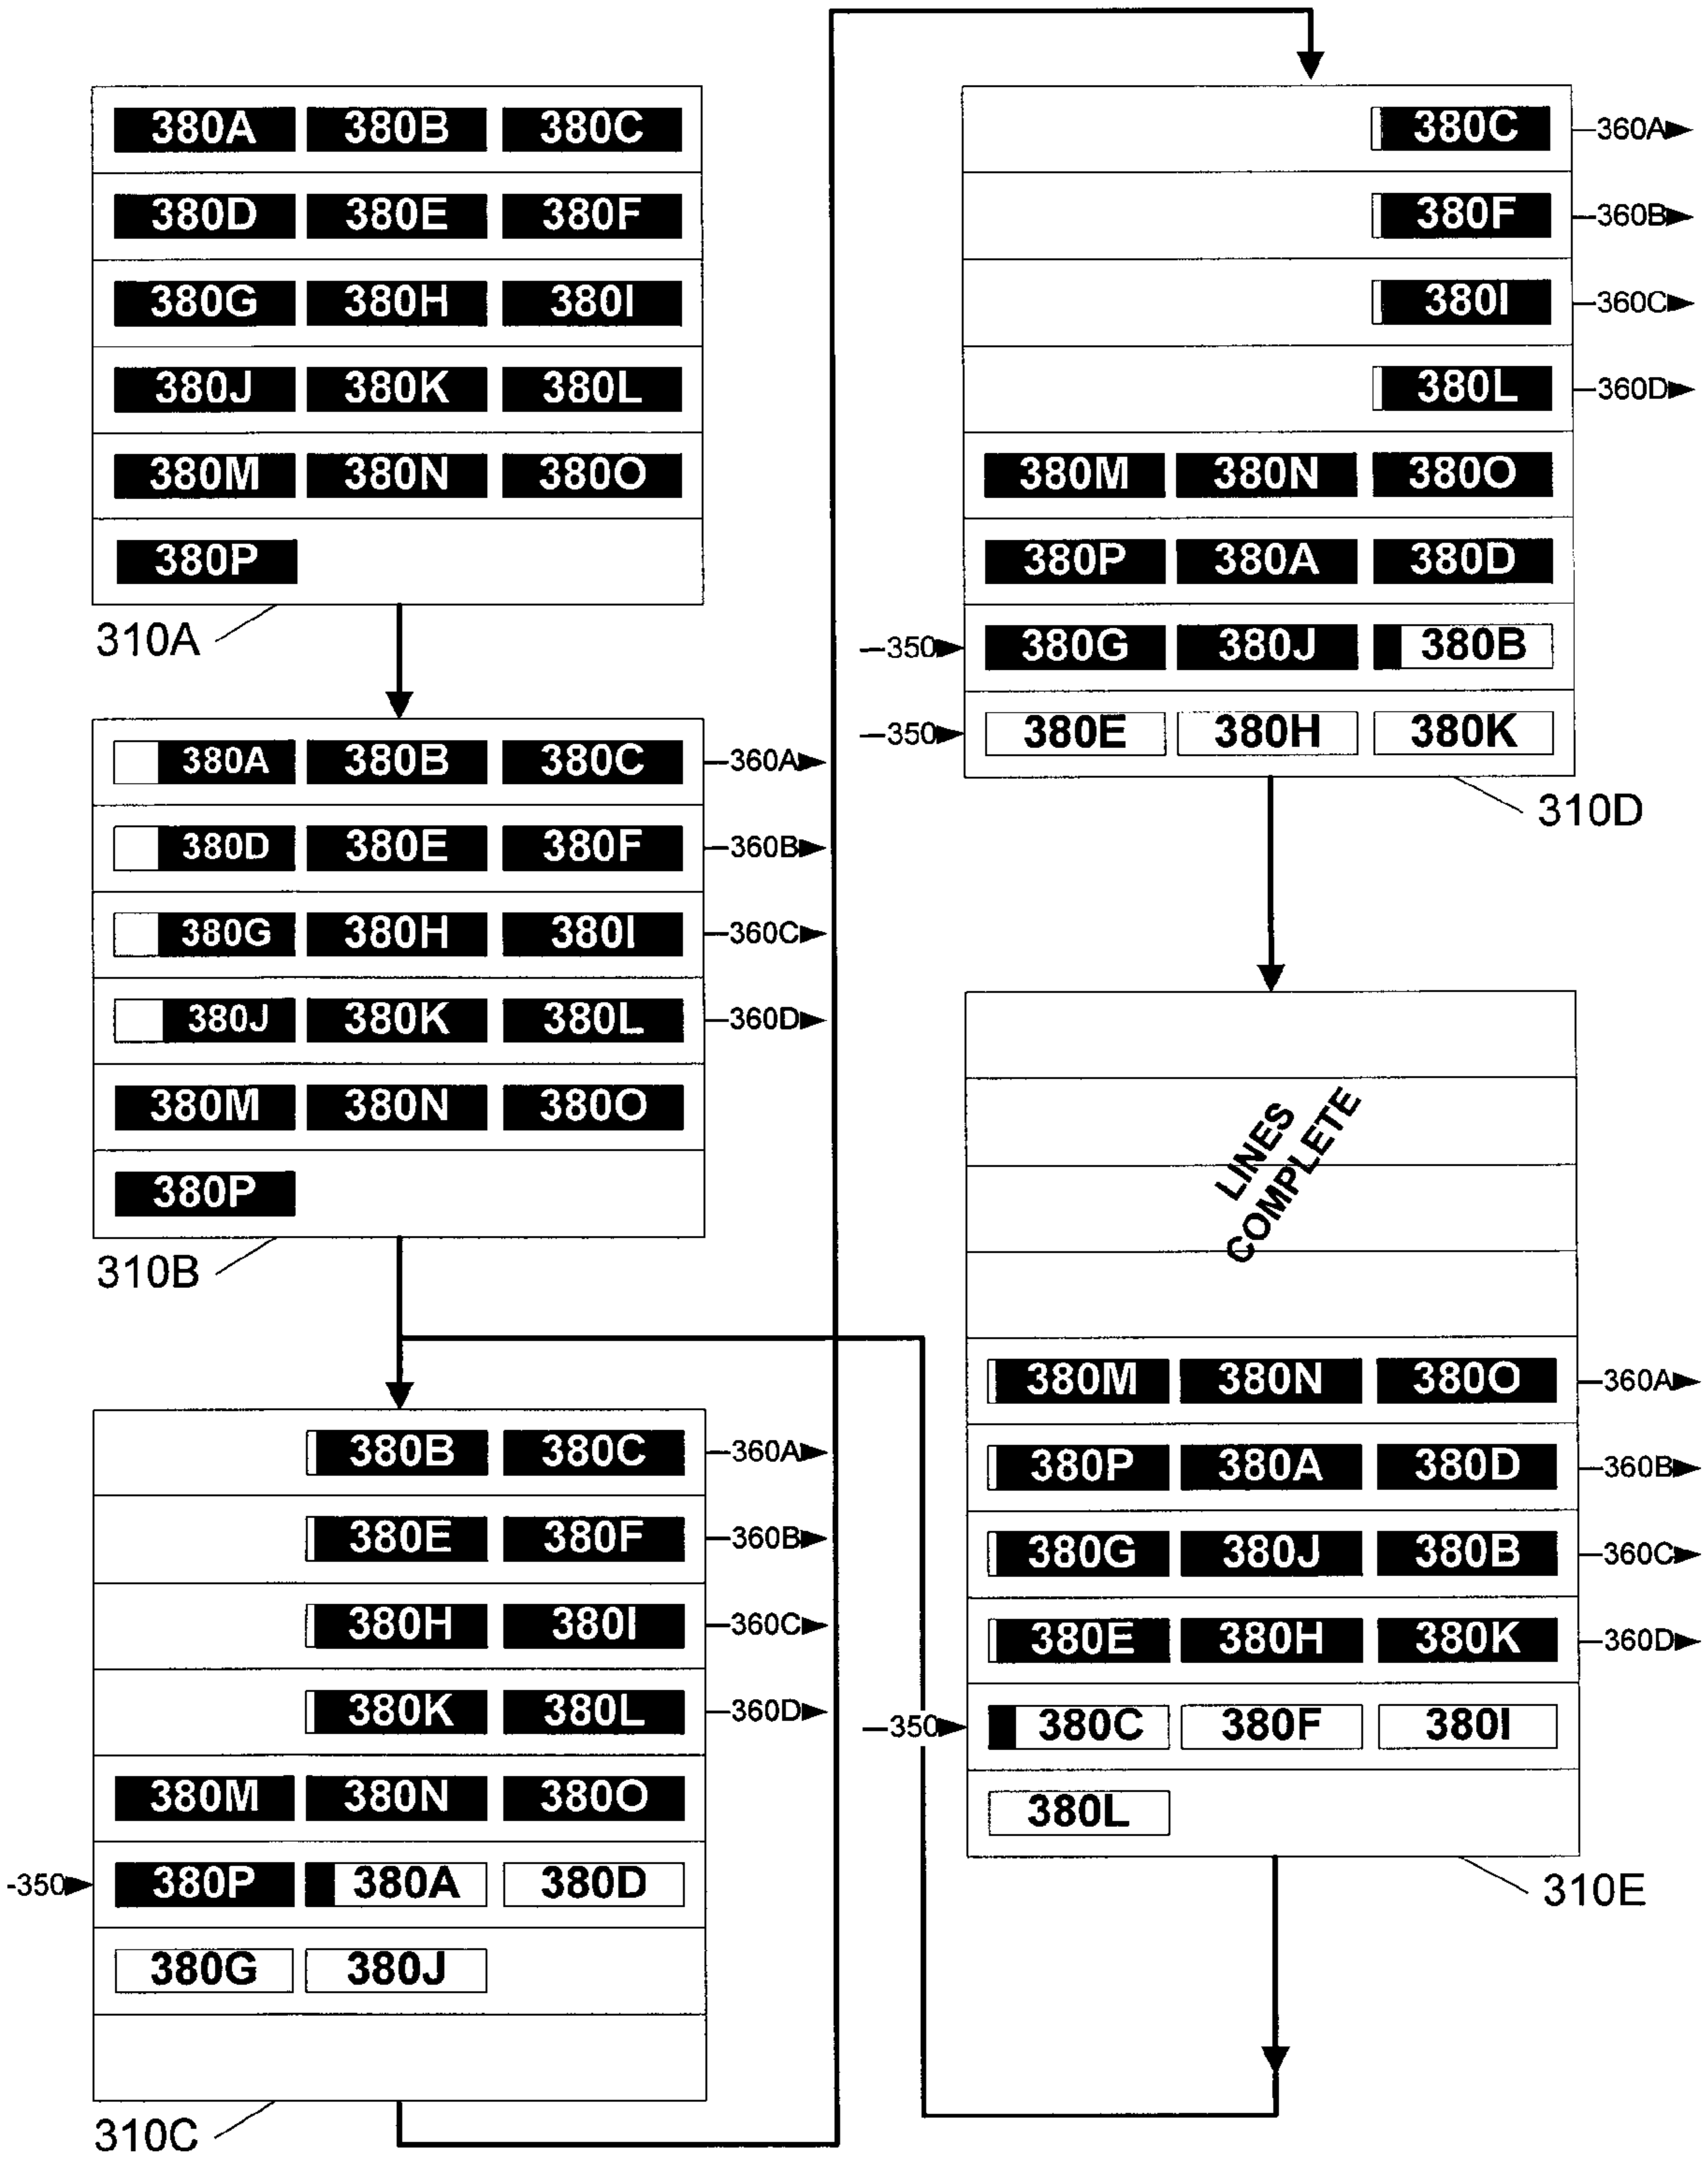 380A 380B 380C
380D 380E 380F
380G 380H 380I
380J 380K 380L
380M 380N 380O
380P
310A
380A 380B 380C 360A
380D 380E 380F 360B
380G 380H 380I 360C
380J 380K 380L 360D
380M 380N 380O
380P
310B
380B 380C 360A
380E 380F 360B
380H 380I 360C
380K 380L 360D
380M 380N 380O
350 380P 380A 380D
380G 380J
310C
380C 360A
380F 360B
380I 360C
380L 360D
380M 380N 380O
380P 380A 380D
350 380G 380J 380B
350 380E 380H 380K
310D
LINES
COMPLETE
380M 380N 380O 360A
380P 380A 380D 360B
380G 380J 380B 360C
380E 380H 380K 360D
350 380C 380F 380I
380L
310E